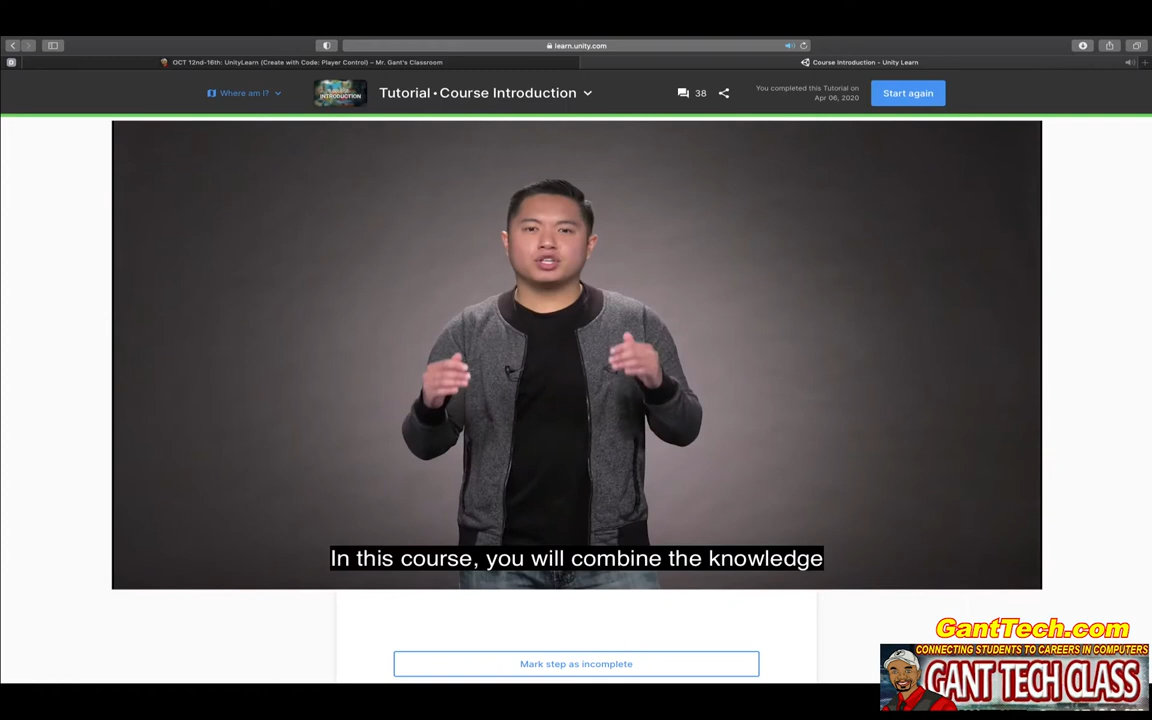 learn.unity.com
OCT 12nd-16th: UnityLearn (Create with Code: Player Control) – Mr. Gant's Classroom
Course Introduction - Unity Learn
Where am I?
INTRODUCTION
Tutorial • Course Introduction
38
You completed this Tutorial on
Apr 06, 2020
Start again
In this course, you will combine the knowledge
Mark step as incomplete
GantTech.com
CONNECTING STUDENTS TO CAREERS IN COMPUTERS
GANT TECH CLASS